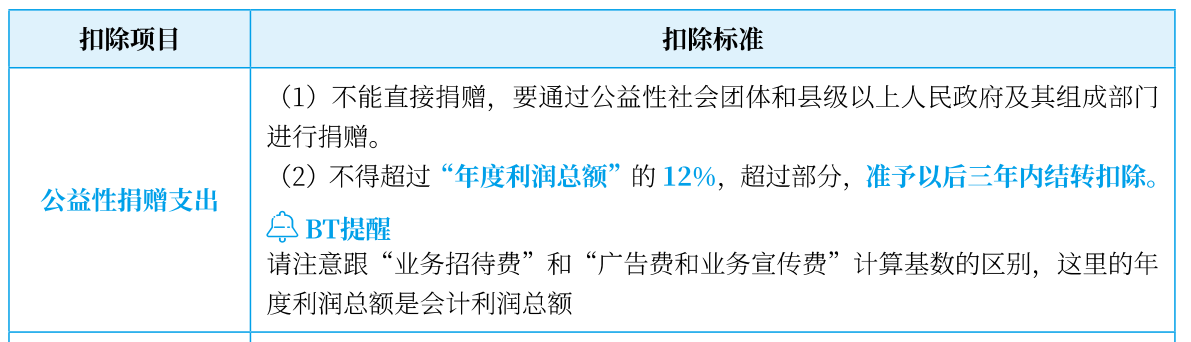 扣除项目
扣除标准
公益性捐赠支出
（1）不能直接捐赠，要通过公益性社会团体和县级以上人民政府及其组成部门
进行捐赠。
（2）不得超过“年度利润总额”的 12%，超过部分，准予以后三年内结转扣除。
BT提醒
请注意跟“业务招待费”和“广告费和业务宣传费”计算基数的区别，这里的年
度利润总额是会计利润总额